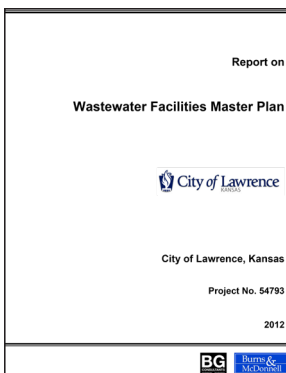 Report on
Wastewater Facilities Master Plan
City of Lawrence
KANSAS
City of Lawrence, Kansas
Project No. 54793
2012
BG
CONSULTANTS
Burns &
McDonnell